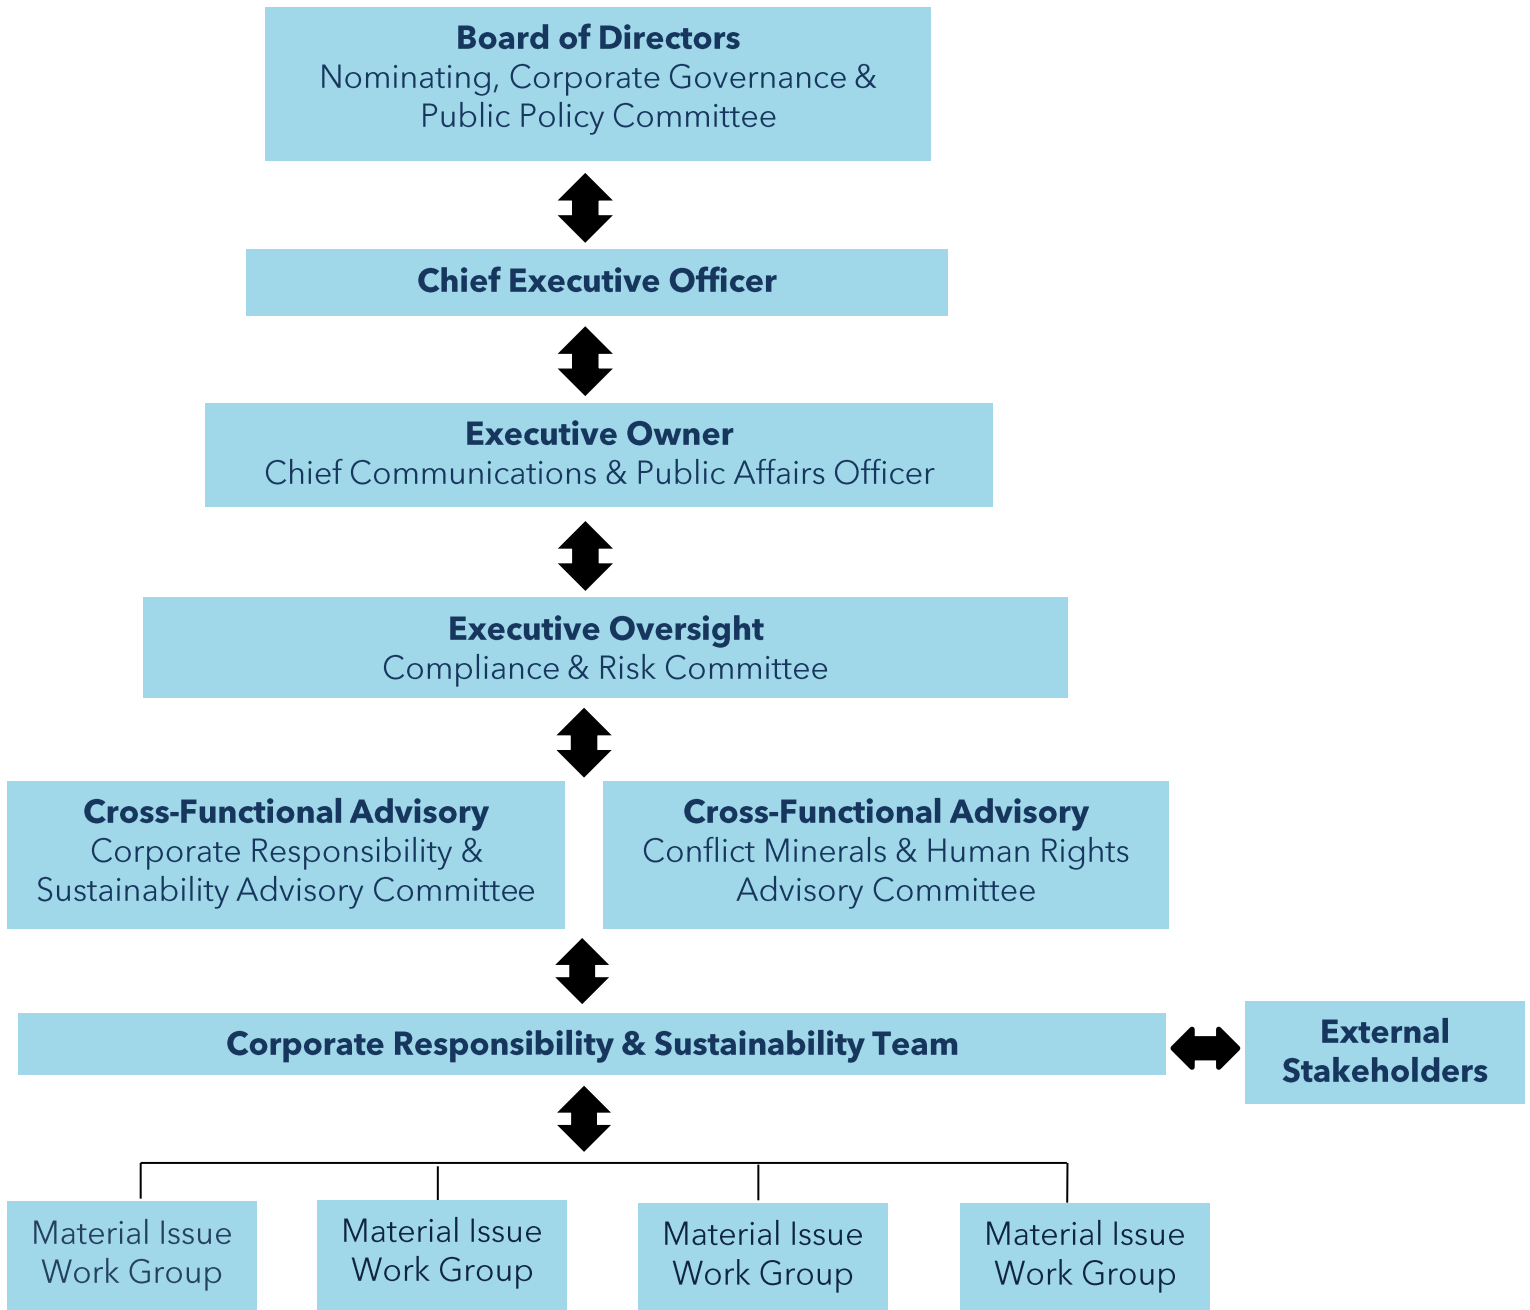 Board of Directors
Nominating, Corporate Governance &
Public Policy Committee
Chief Executive Officer
Executive Owner
Chief Communications & Public Affairs Officer
Executive Oversight
Compliance & Risk Committee
Cross-Functional Advisory
Corporate Responsibility &
Sustainability Advisory Committee
Cross-Functional Advisory
Conflict Minerals & Human Rights
Advisory Committee
Corporate Responsibility & Sustainability Team
External
Stakeholders
Material Issue
Work Group
Material Issue
Work Group
Material Issue
Work Group
Material Issue
Work Group